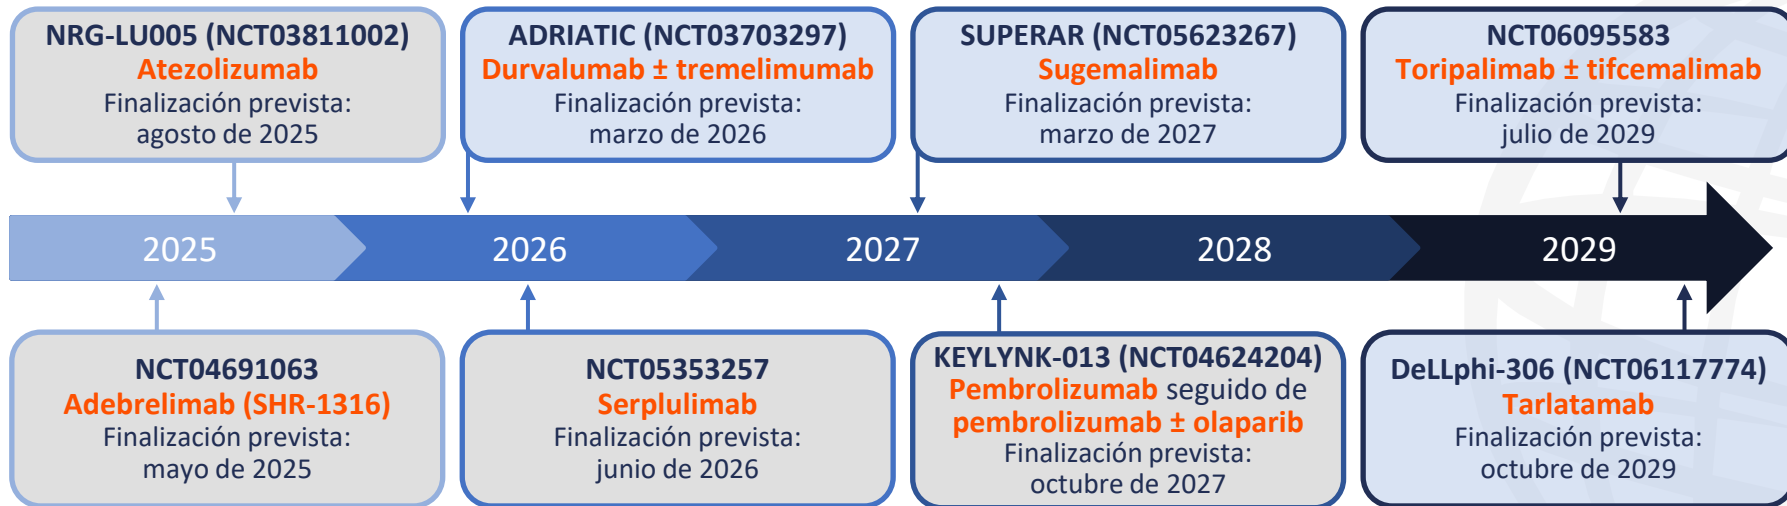 NRG-LU005 (NCT03811002)
Atezolizumab
Finalización prevista:
agosto de 2025
ADRIATIC (NCT03703297)
Durvalumab ± tremelimumab
Finalización prevista:
marzo de 2026
SUPERAR (NCT05623267)
Sugemalimab
Finalización prevista:
marzo de 2027
NCT06095583
Toripalimab ± tifcemalimab
Finalización prevista:
julio de 2029
2025
2026
2027
2028
2029
NCT04691063
Adebrelimab (SHR-1316)
Finalización prevista:
mayo de 2025
NCT05353257
Serplulimab
Finalización prevista:
junio de 2026
KEYLYNK-013 (NCT04624204)
Pembrolizumab seguido de
pembrolizumab ± olaparib
Finalización prevista:
octubre de 2027
DeLLphi-306 (NCT06117774)
Tarlatamab
Finalización prevista:
octubre de 2029